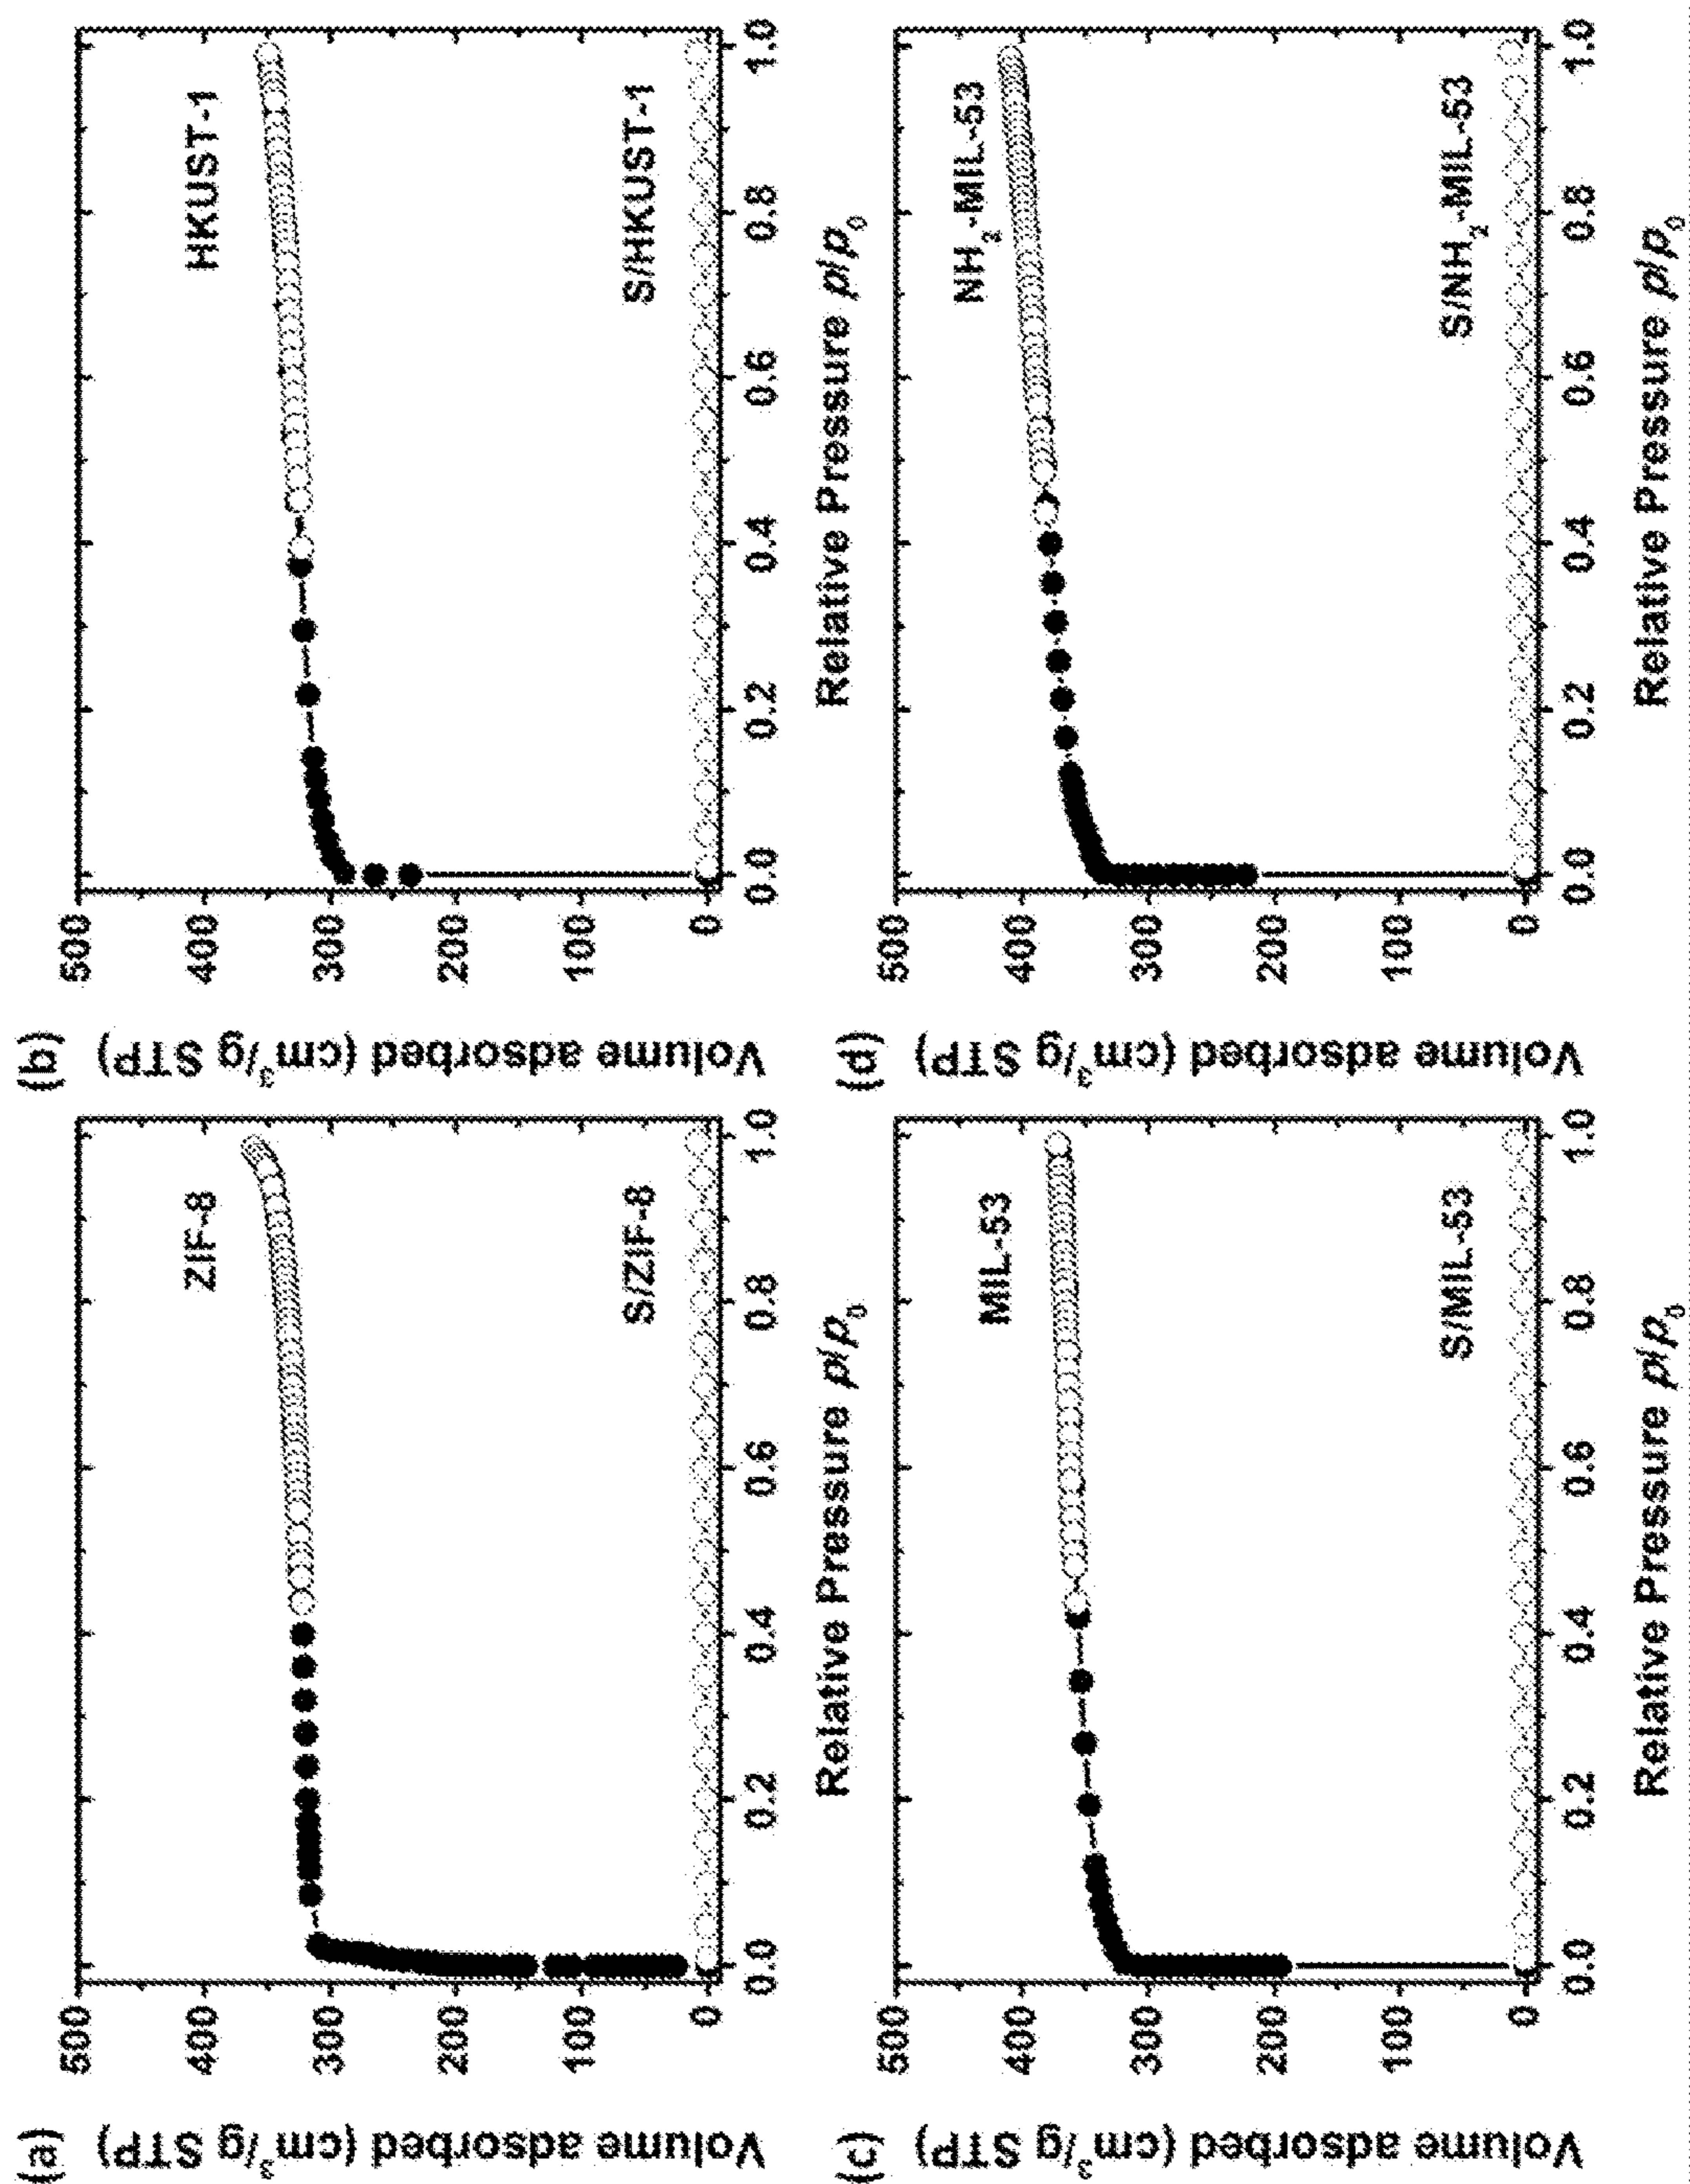 (a)
Volume adsorbed (cm³/g STP)
500
400
300
200
100
0
ZIF-8
S/ZIF-8
0.0 0.2 0.4 0.6 0.8 1.0
Relative Pressure p/p₀
(b)
Volume adsorbed (cm³/g STP)
500
400
300
200
100
0
HKUST-1
S/HKUST-1
0.0 0.2 0.4 0.6 0.8 1.0
Relative Pressure p/p₀
(c)
Volume adsorbed (cm³/g STP)
500
400
300
200
100
0
MIL-53
S/MIL-53
0.0 0.2 0.4 0.6 0.8 1.0
Relative Pressure p/p₀
(d)
Volume adsorbed (cm³/g STP)
500
400
300
200
100
0
NH₂-MIL-53
S/NH₂-MIL-53
0.0 0.2 0.4 0.6 0.8 1.0
Relative Pressure p/p₀